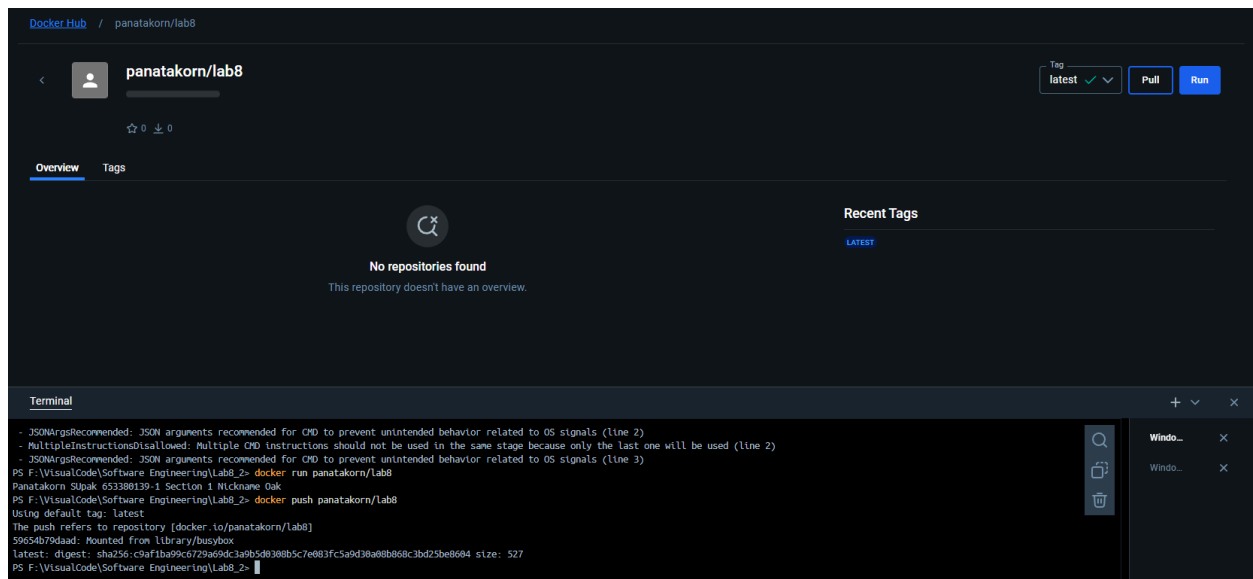 Docker Hub / panatakorn/lab8
panatakorn/lab8
Tag
latest
Pull
Run
0 0
Overview Tags
No repositories found
This repository doesn't have an overview.
Recent Tags
LATEST
Terminal
- JSONArgsRecommended: JSON arguments recommended for CMD to prevent unintended behavior related to OS signals (line 2)
- MultipleInstructionsDisallowed: Multiple CMD instructions should not be used in the same stage because only the last one will be used (line 2)
- JSONArgsRecommended: JSON arguments recommended for CMD to prevent unintended behavior related to OS signals (line 3)
PS F:\VisualCode\Software Engineering\Lab8_2> docker run panatakorn/lab8
Panatakorn SUpak 653380139-1 Section 1 Nickname Oak
PS F:\VisualCode\Software Engineering\Lab8_2> docker push panatakorn/lab8
Using default tag: latest
The push refers to repository [docker.io/panatakorn/lab8]
59654b79daad: Mounted from library/busybox
latest: digest: sha256:c9af1ba99c6729a69dc3a9b5d0308b5c7e083fc5a9d30a08b868c3bd25be8604 size: 527
PS F:\VisualCode\Software Engineering\Lab8_2>
Windo...
Windo...